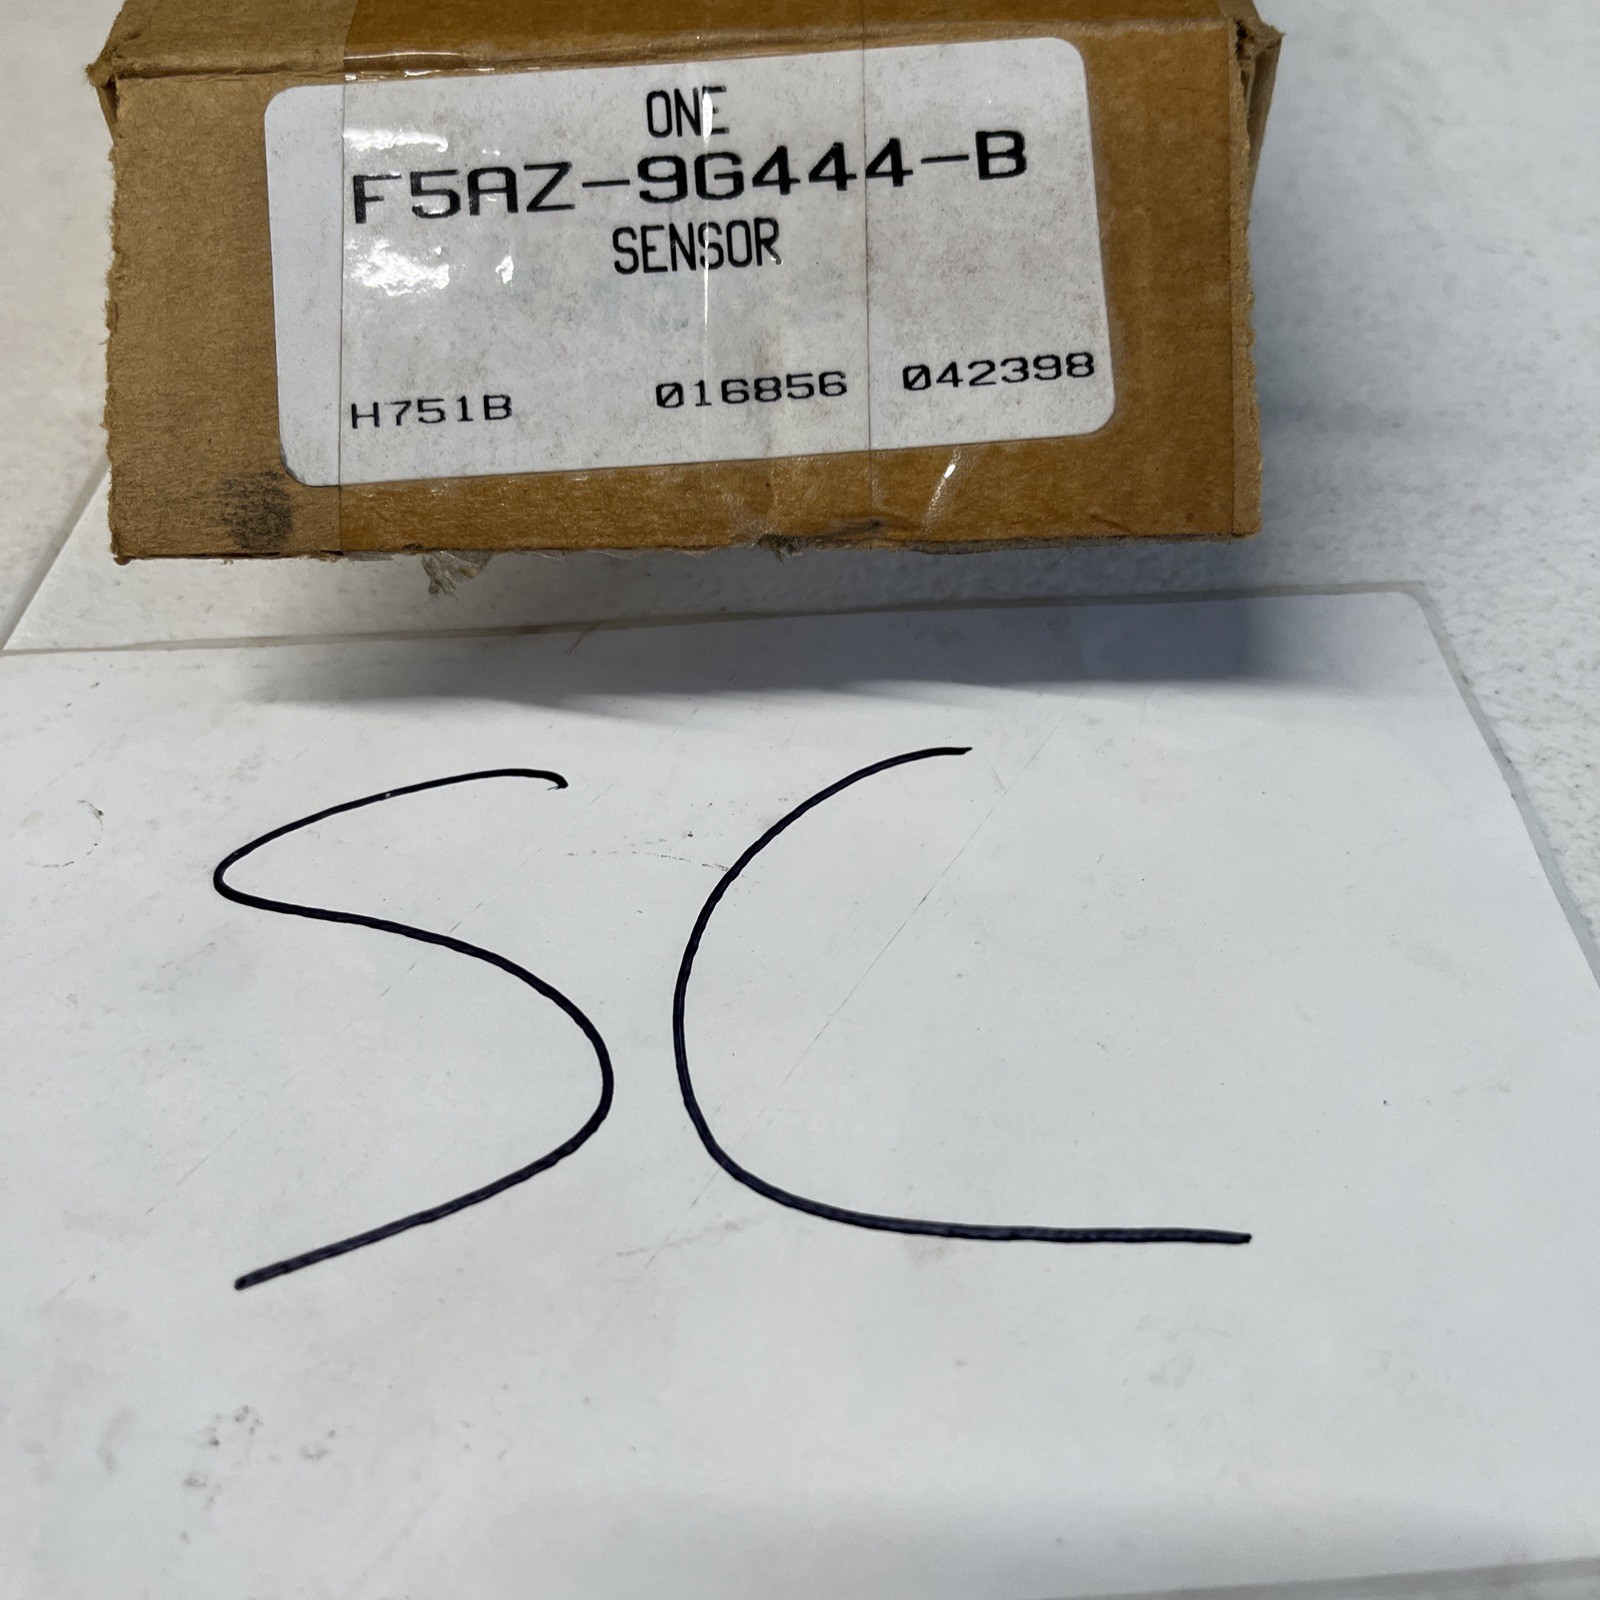 ONE
F5AZ-9G444-B
SENSOR
H751B 016856 042398
SC